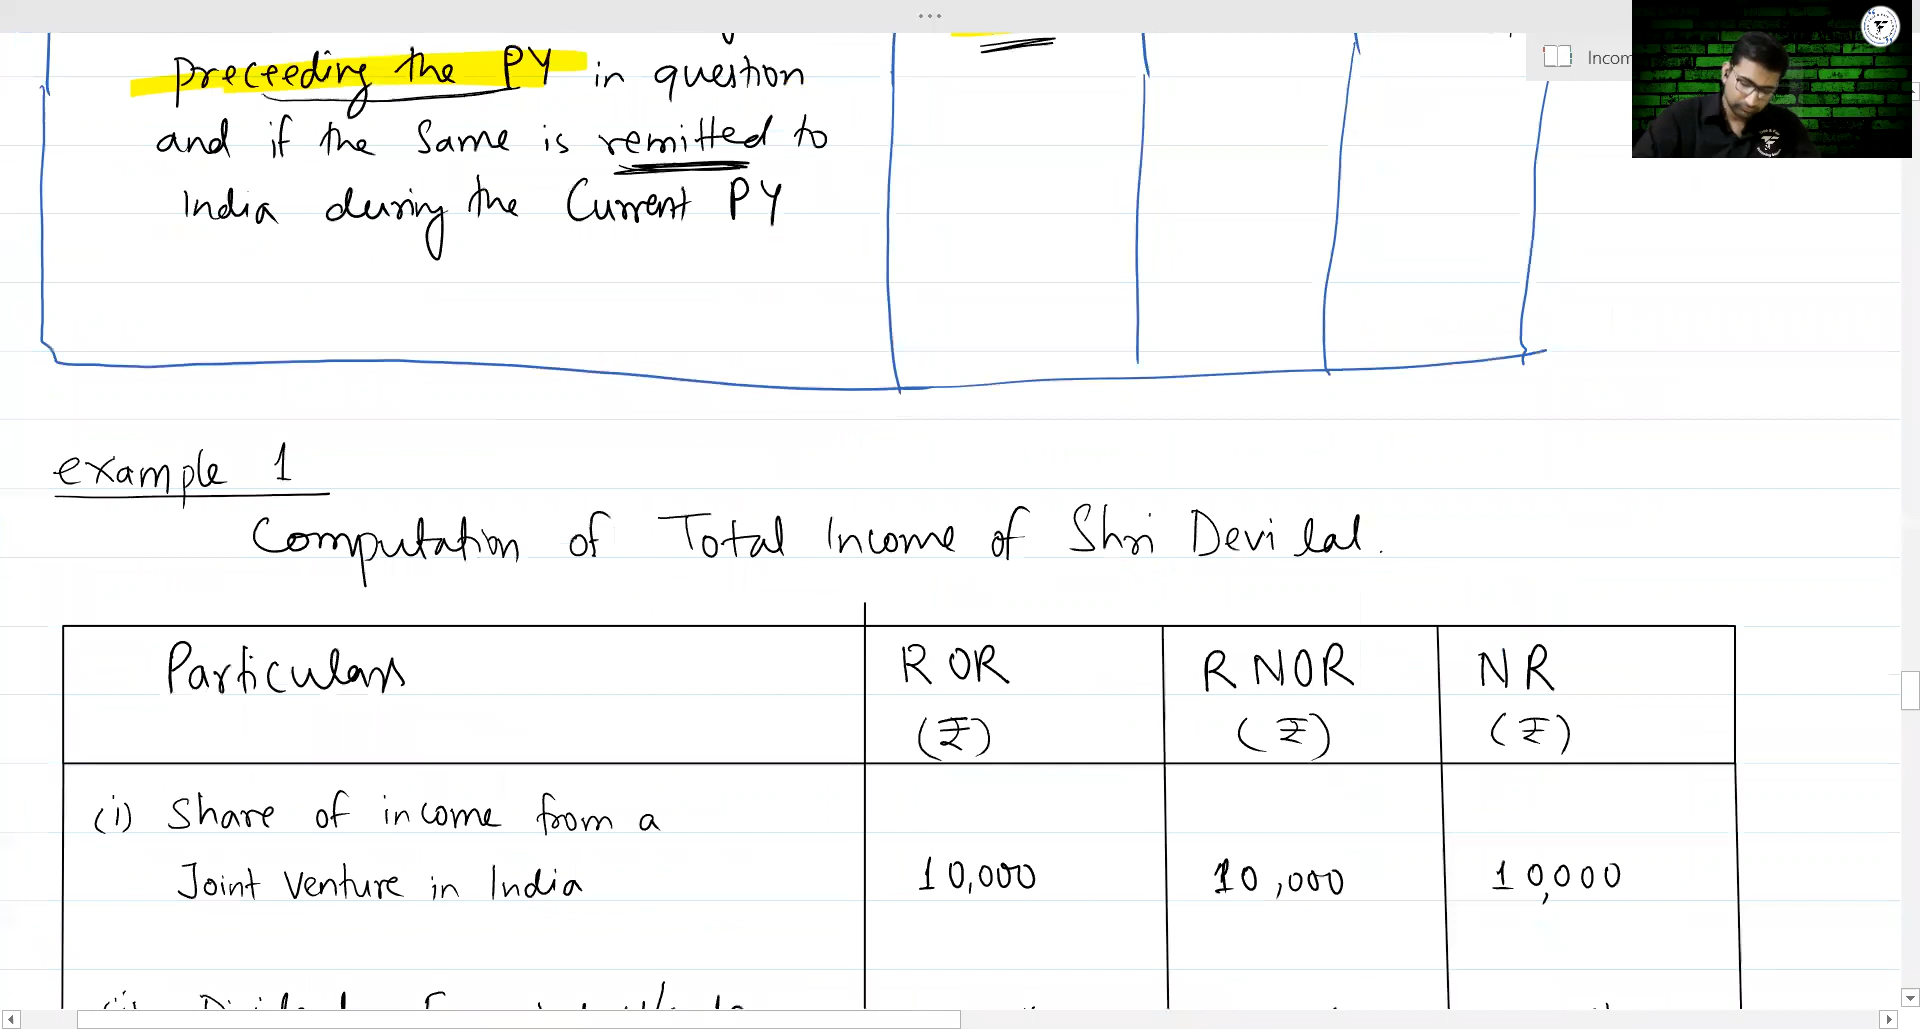 Incom
preceeding the PY in question
and if the same is remitted to
India during the Current PY
example 1
Computation of Total Income of Shri Devi lal.
Particulars ROR RNOR NR
(₹) (₹) (₹)
(i) Share of income from a
Joint Venture in India 10,000 10,000 10,000